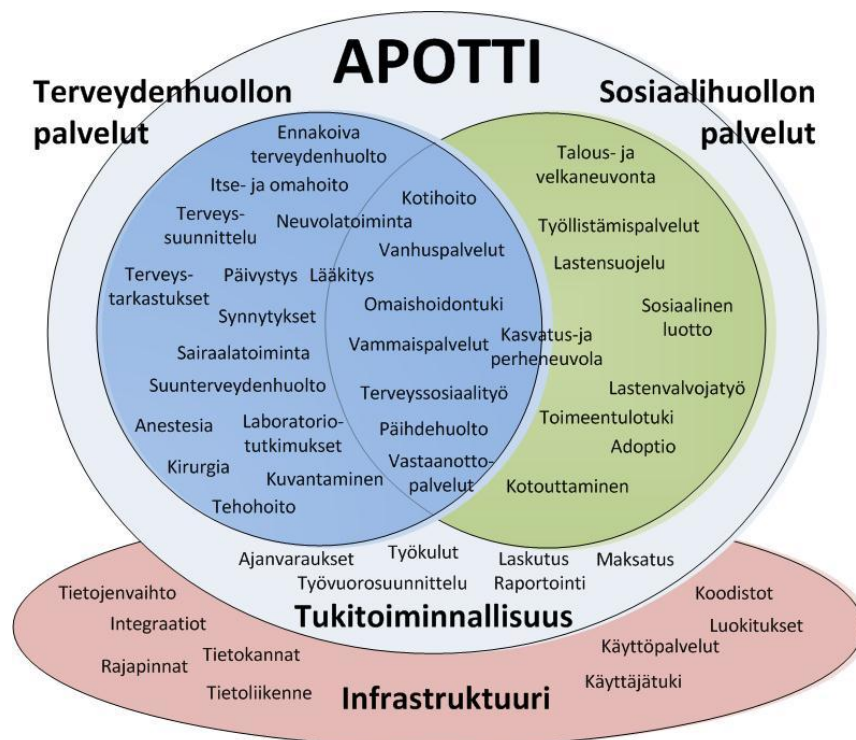 APOTTI
Terveydenhuollon
palvelut
Sosiaalihuollon
palvelut
Ennakoiva
terveydenhuolto
Itse- ja omahoito
Terveys-
suunnittelu
Neuvolatoiminta
Terveys-
tarkastukset
Päivystys
Lääkitys
Synnytykset
Sairaalatoiminta
Suunterveydenhuolto
Anestesia
Laboratorio-
tutkimukset
Kirurgia
Kuvantaminen
Tehohoito
Kotihoito
Vanhuspalvelut
Omaishoidontuki
Vammaispalvelut
Terveyssosiaalityö
Päihdehuolto
Vastaanotto-
palvelut
Talous- ja
velkaneuvonta
Työllistämispalvelut
Lastensuojelu
Sosiaalinen
luotto
Kasvatus-ja
perheneuvola
Lastenvalvojatyö
Toimeentulotuki
Adoptio
Kotouttaminen
Ajanvaraukset
Työkulut
Laskutus
Maksatus
Työvuorosuunnittelu
Raportointi
Tukitoiminnallisuus
Tietojenvaihto
Integraatiot
Rajapinnat
Tietokannat
Tietoliikenne
Koodistot
Luokitukset
Käyttöpalvelut
Käyttäjätuki
Infrastruktuuri